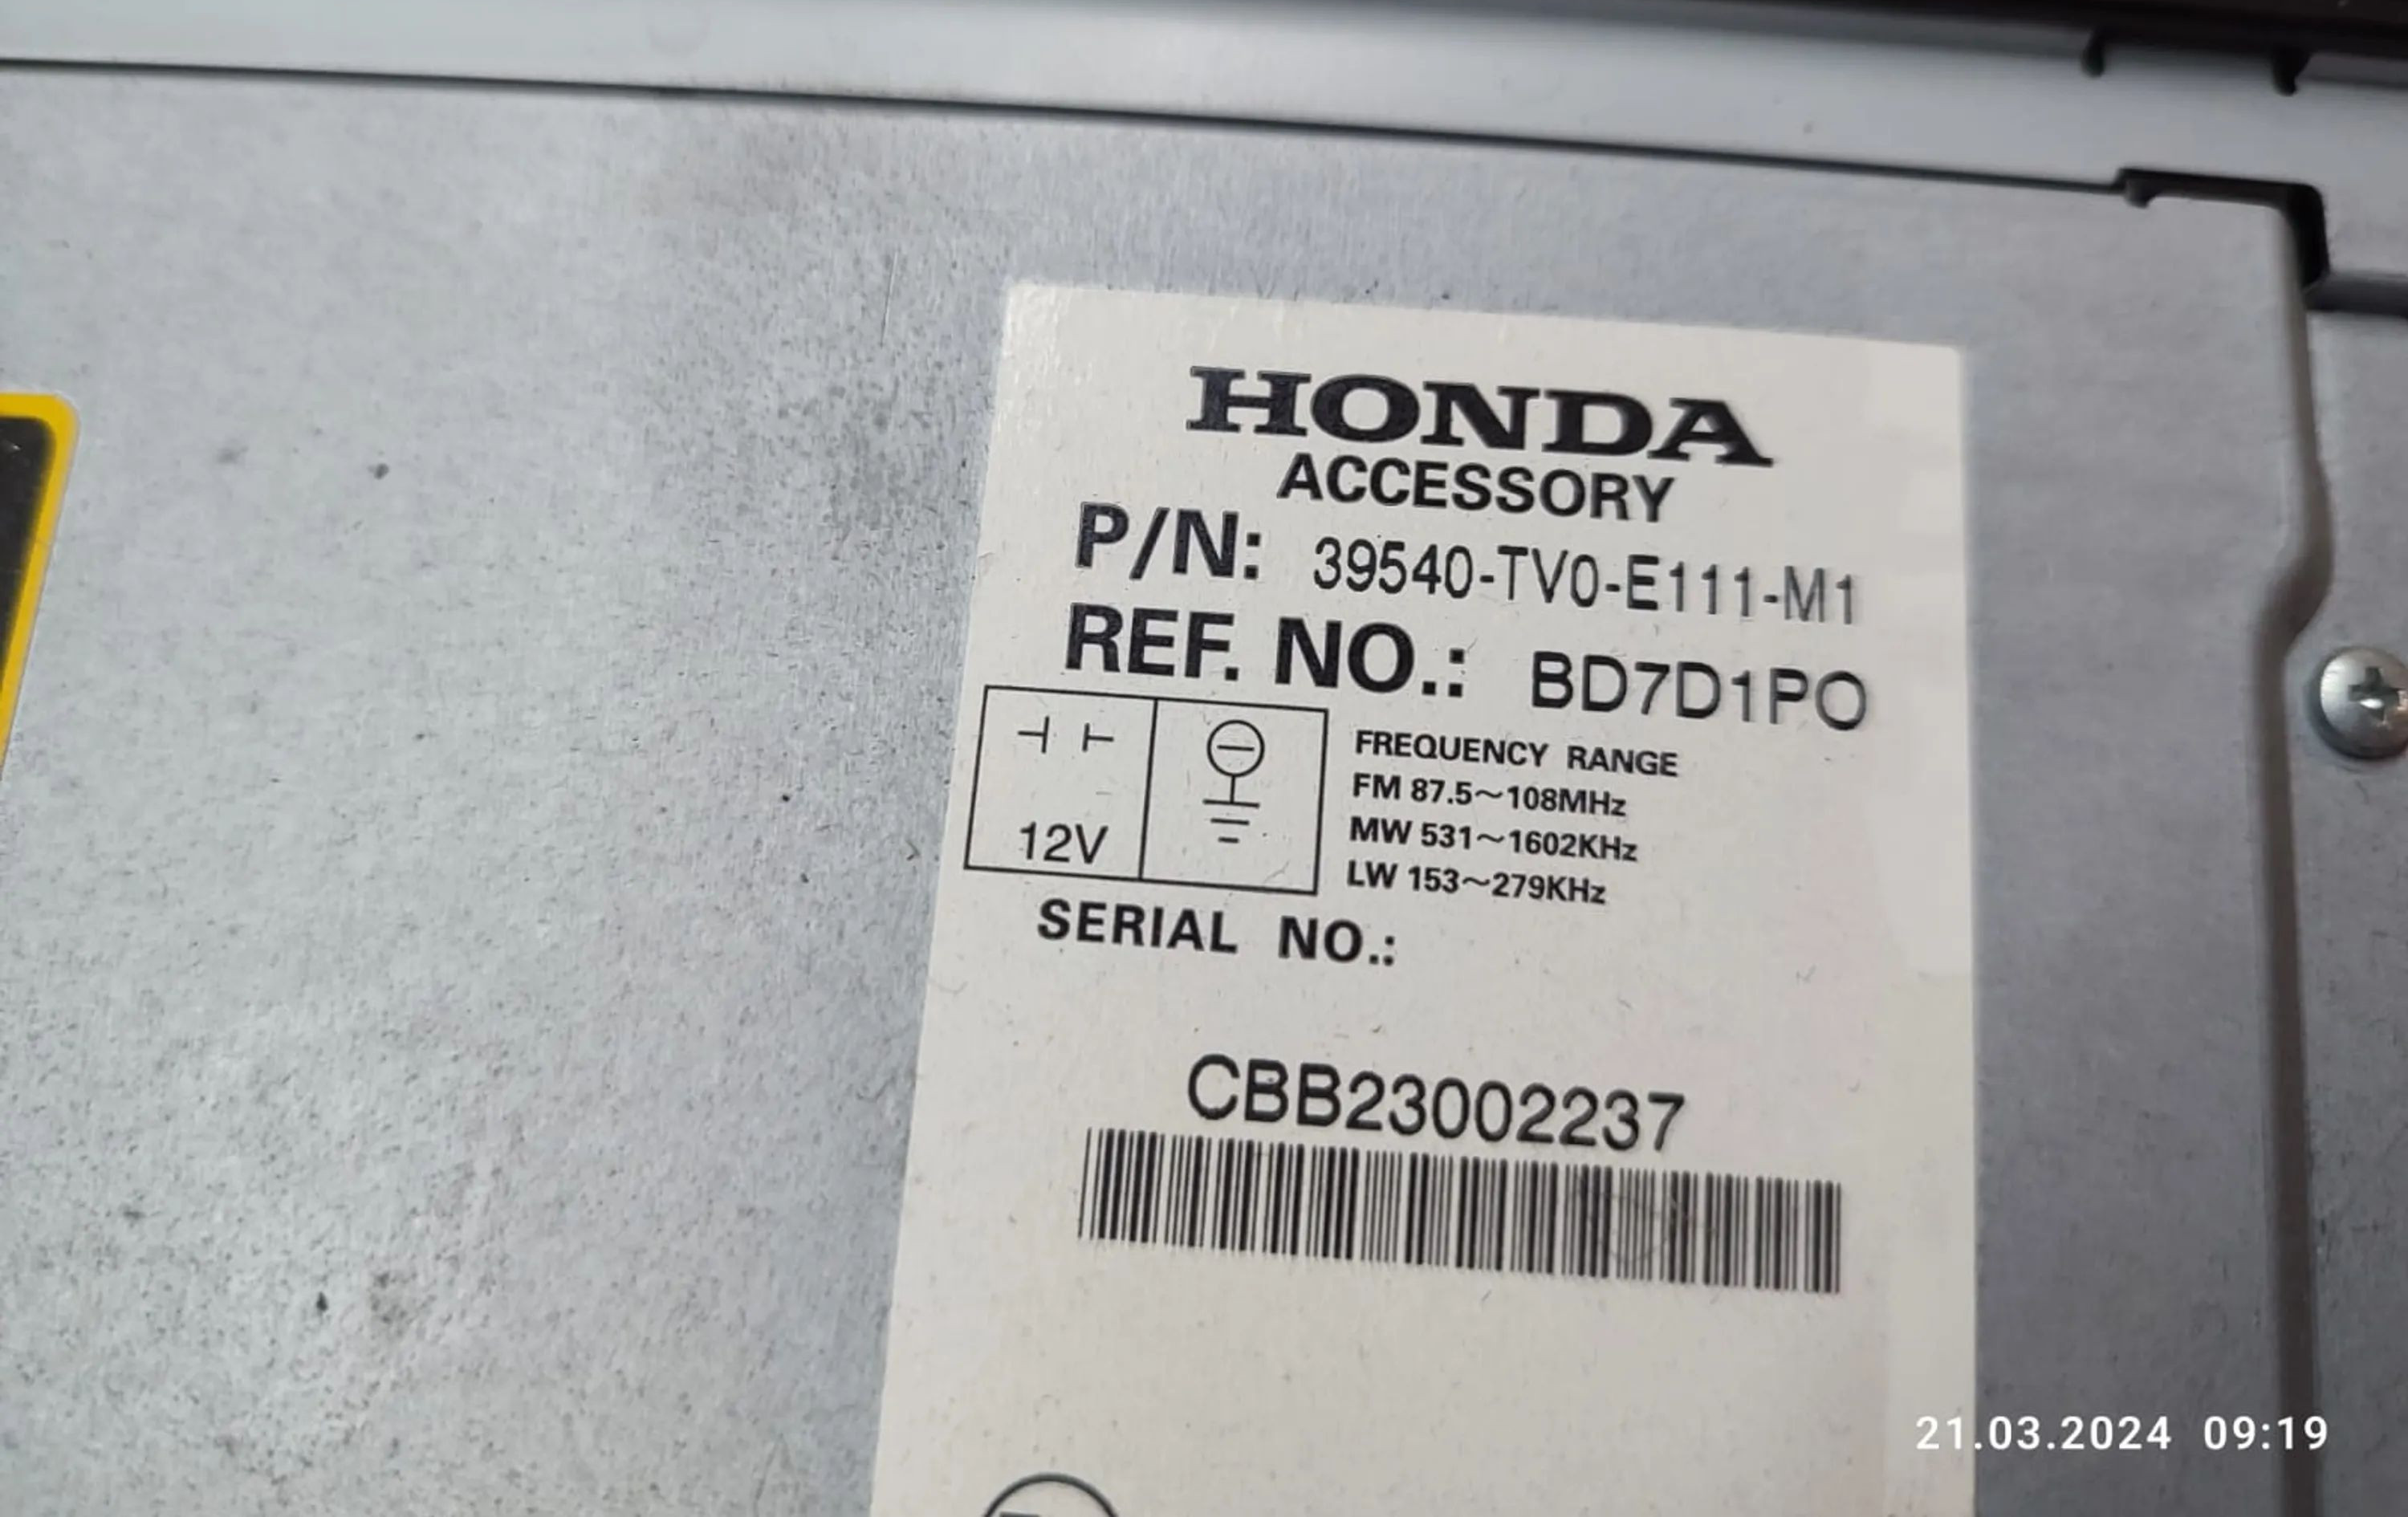 HONDA
ACCESSORY
P/N: 39540-TV0-E111-M1
REF. NO.: BD7D1PO
12V
FREQUENCY RANGE
FM 87.5~108MHz
MW 531~1602KHz
LW 153~279KHz
SERIAL NO.:
CBB23002237
21.03.2024 09:19